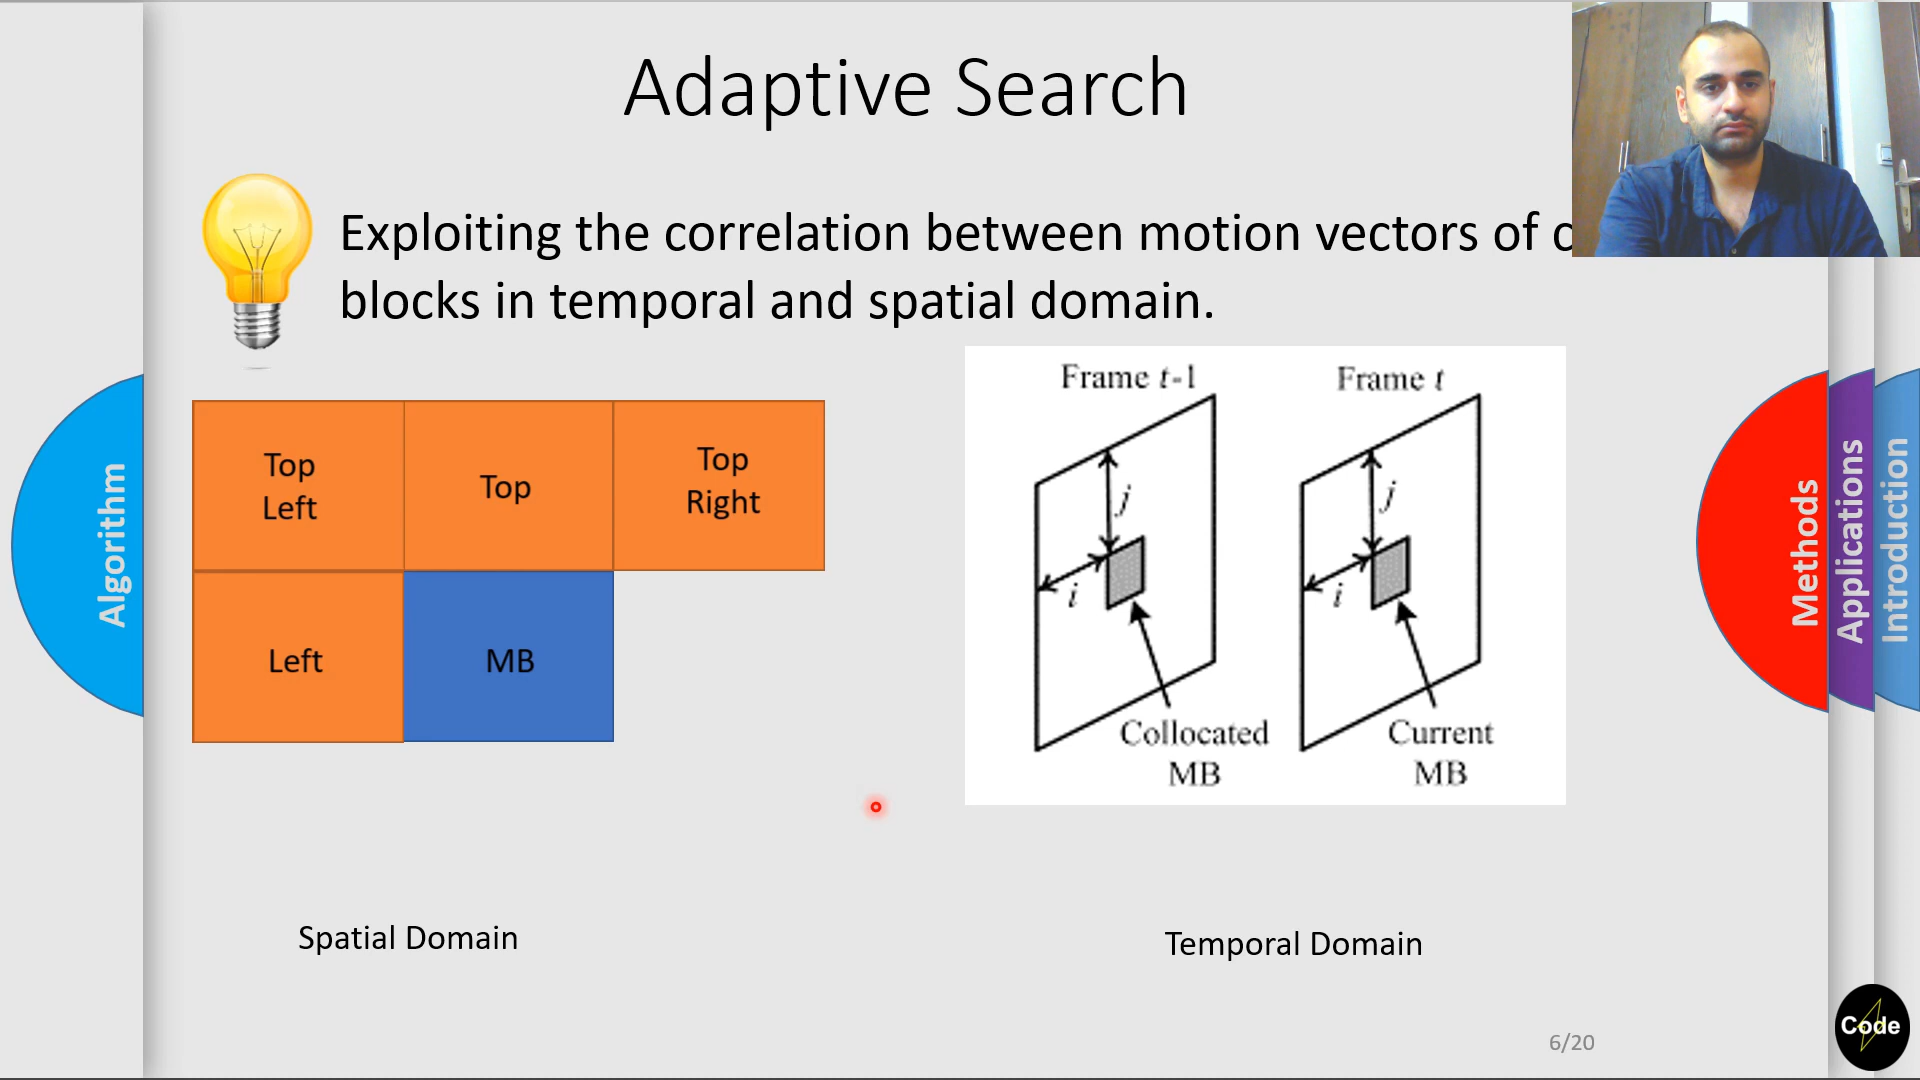 Adaptive Search
Exploiting the correlation between motion vectors of
blocks in temporal and spatial domain.
Top
Left
Top
Top
Right
Left
MB
Frame t-1
Frame t
j
i
j
i
Collocated
MB
Current
MB
Spatial Domain
Temporal Domain
Algorithm
Methods
Applications
Introduction
6/20
Code